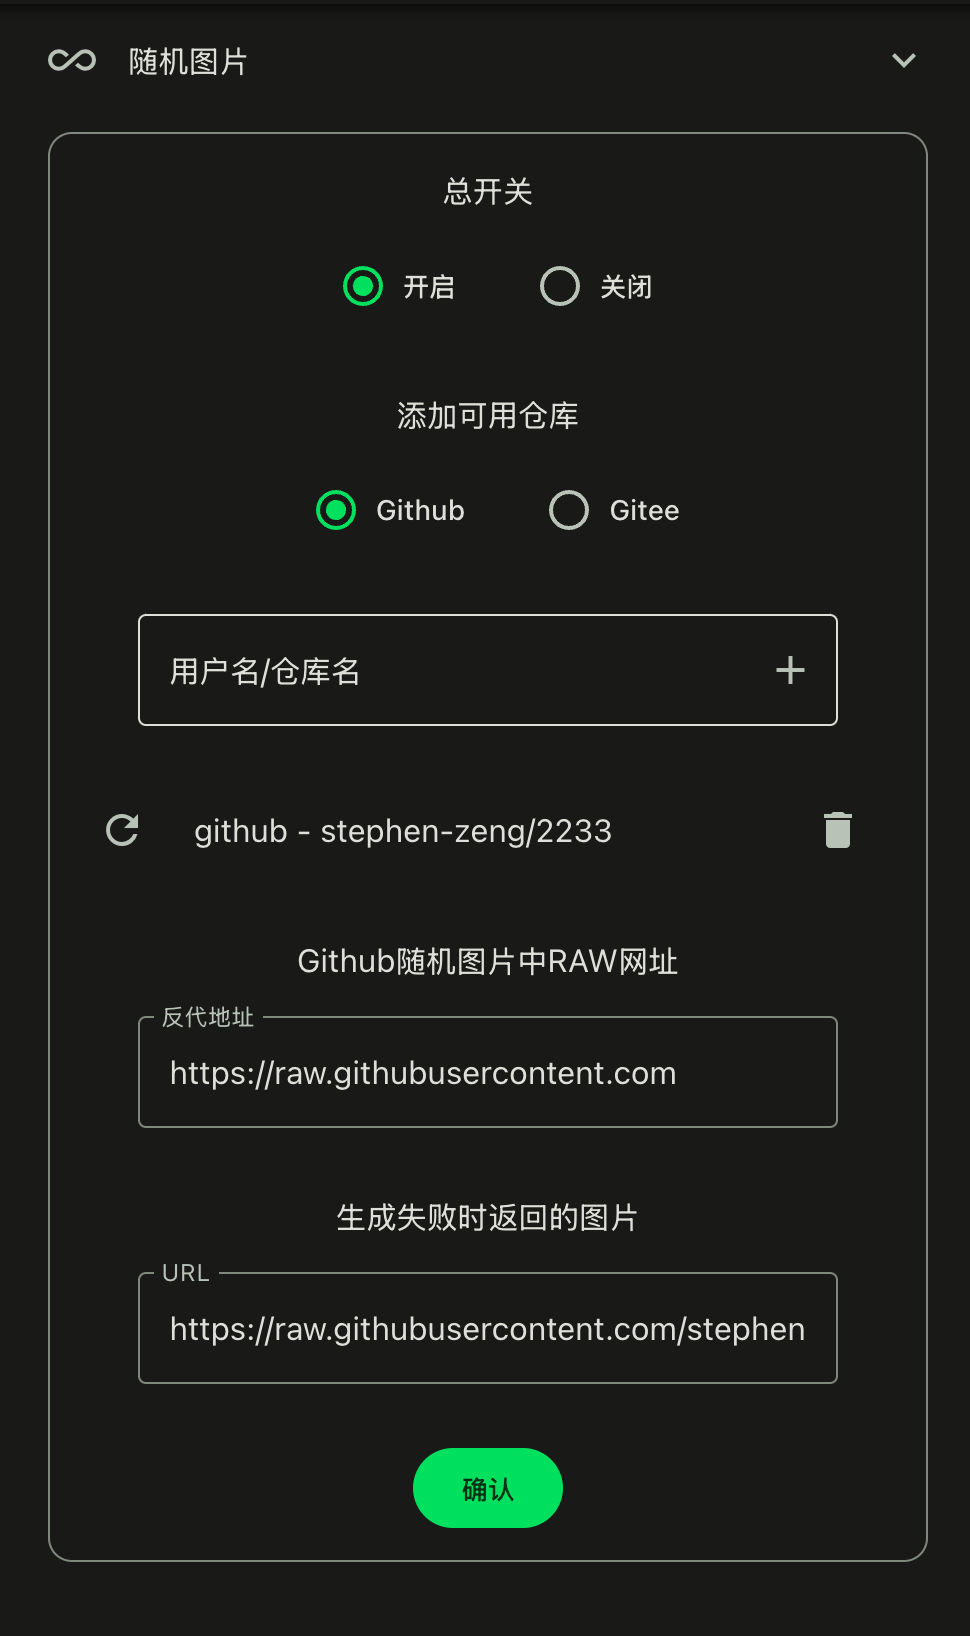 随机图片
总开关
开启 关闭
添加可用仓库
Github Gitee
用户名/仓库名
github - stephen-zeng/2233
Github随机图片中RAW网址
反代地址
https://raw.githubusercontent.com
生成失败时返回的图片
URL
https://raw.githubusercontent.com/stephen
确认